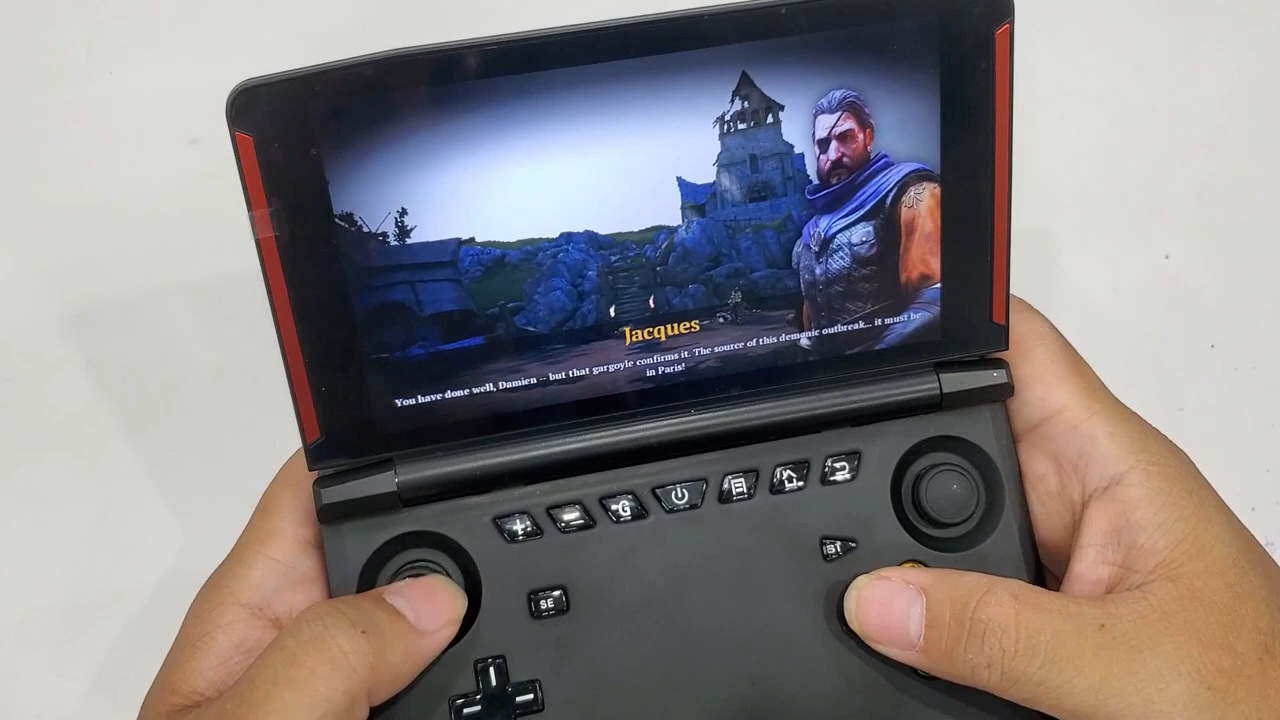 Jacques
You have done well, Damien -- but that gargoyle confirms it. The source of this demonic outbreak... it must be
in Paris!
G
ST
SE